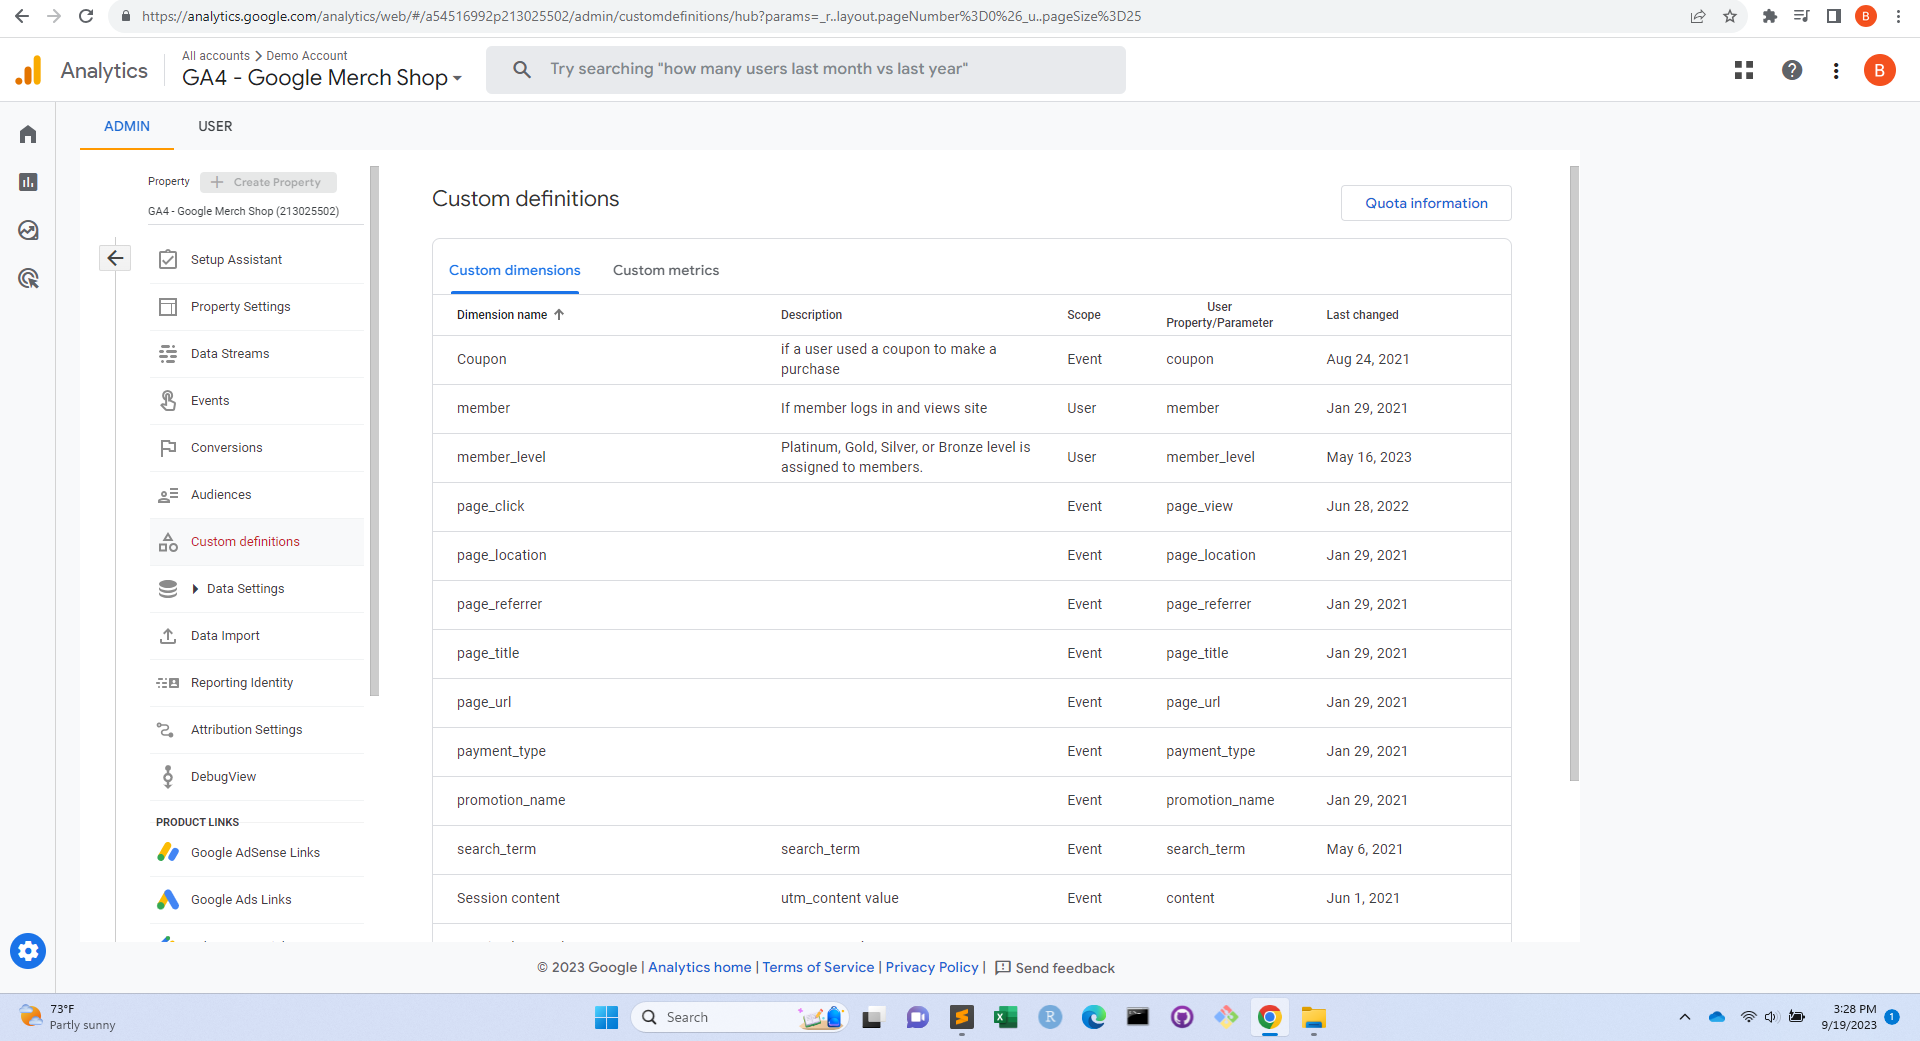 https://analytics.google.com/analytics/web/#/a54516992p213025502/admin/customdefinitions/hub?params=_r..layout.pageNumber%3D0%26_u..pageSize%3D25
B
Analytics
All accounts > Demo Account
GA4 - Google Merch Shop
Try searching "how many users last month vs last year"
B
ADMIN USER
Property + Create Property
GA4 - Google Merch Shop (213025502)
Setup Assistant
Property Settings
Data Streams
Events
Conversions
Audiences
Custom definitions
Data Settings
Data Import
Reporting Identity
Attribution Settings
DebugView
PRODUCT LINKS
Google AdSense Links
Google Ads Links
Custom definitions
Quota information
Custom dimensions Custom metrics
Dimension name Description Scope User Property/Parameter Last changed
Coupon if a user used a coupon to make a purchase Event coupon Aug 24, 2021
member If member logs in and views site User member Jan 29, 2021
member_level Platinum, Gold, Silver, or Bronze level is assigned to members. User member_level May 16, 2023
page_click Event page_view Jun 28, 2022
page_location Event page_location Jan 29, 2021
page_referrer Event page_referrer Jan 29, 2021
page_title Event page_title Jan 29, 2021
page_url Event page_url Jan 29, 2021
payment_type Event payment_type Jan 29, 2021
promotion_name Event promotion_name Jan 29, 2021
search_term search_term Event search_term May 6, 2021
Session content utm_content value Event content Jun 1, 2021
© 2023 Google | Analytics home | Terms of Service | Privacy Policy | Send feedback
73°F
Partly sunny
Search
R
3:28 PM
9/19/2023
1